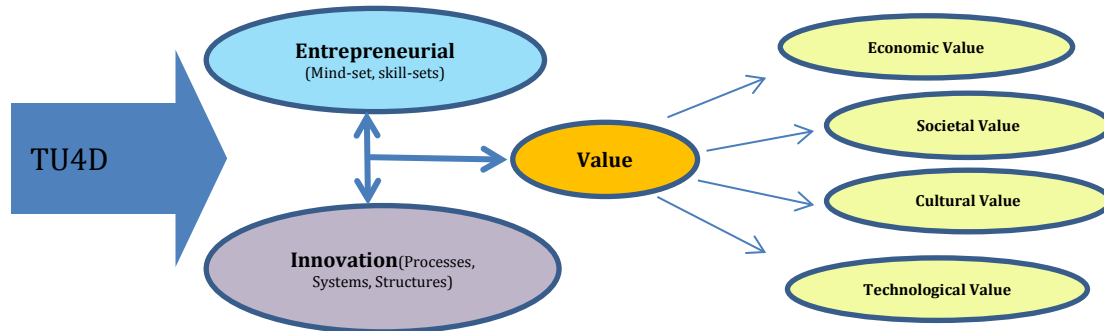 TU4D
Entrepreneurial
(Mind-set, skill-sets)
Innovation(Processes,
Systems, Structures)
Value
Economic Value
Societal Value
Cultural Value
Technological Value